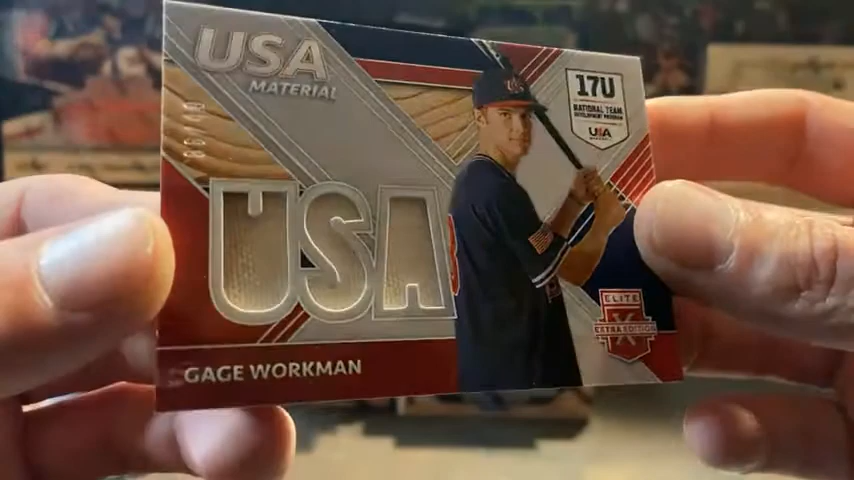 USA
MATERIAL
17U
NATIONAL TEAM
DEVELOPMENT PROGRAM
USA
USA
GAGE WORKMAN
ELITE
X
EXTRA EDITION